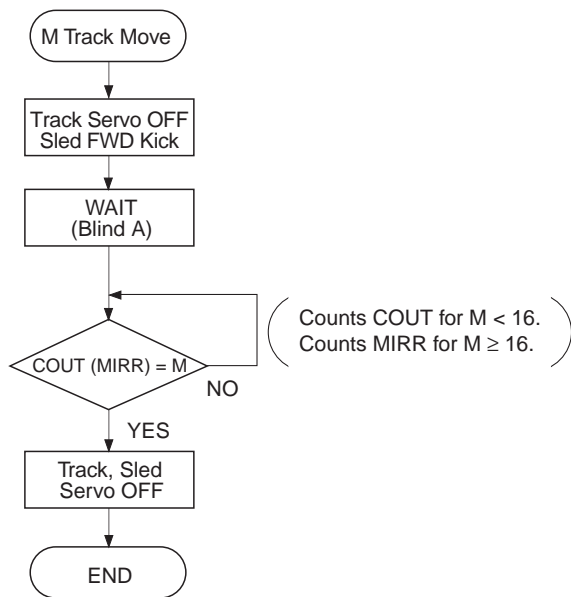 M Track Move
Track Servo OFF
Sled FWD Kick
WAIT
(Blind A)
Counts COUT for M < 16.
Counts MIRR for M ≥ 16.
COUT (MIRR) = M
NO
YES
Track, Sled
Servo OFF
END